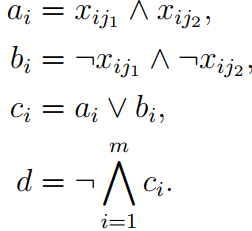 a_i = x_{ij_1} ∧ x_{ij_2},
b_i = ¬x_{ij_1} ∧ ¬x_{ij_2},
c_i = a_i ∨ b_i,
d = ¬ ⋀_{i=1}^{m} c_i.